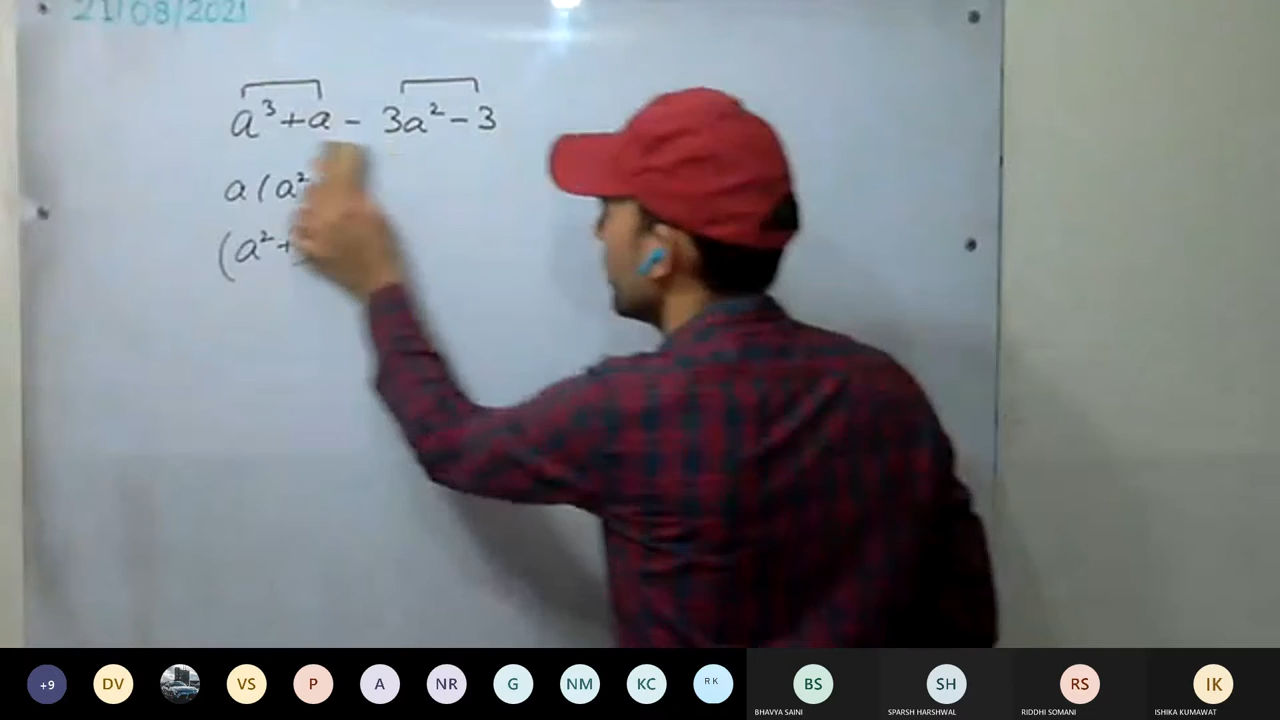 21/08/2021
a³+a - 3a² - 3
a(a²
(a²+
+9 DV VS P A NR G NM KC RK BS SH RS IK
BHAVYA SAINI SPARSH HARSHWAL RIDDHI SOMANI ISHIKA KUMAWAT